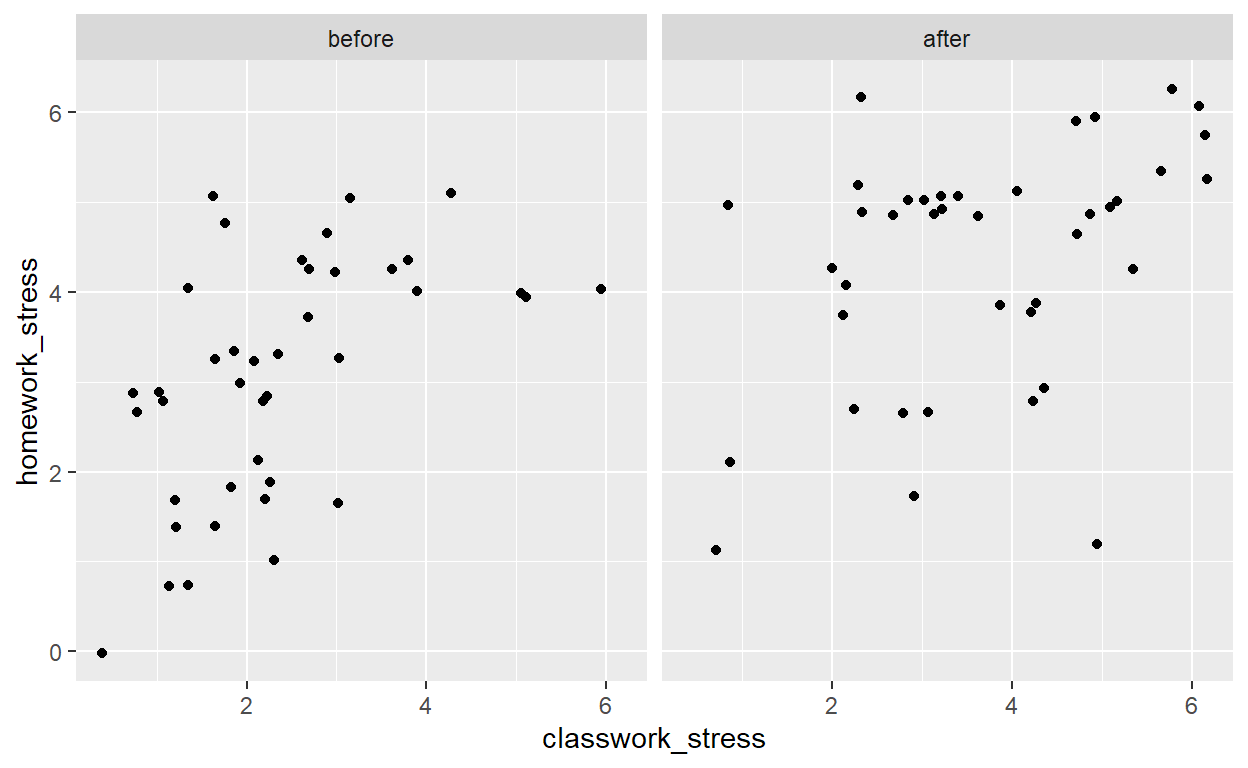 before after
6
4
2
0
homework_stress
2 4 6 2 4 6
classwork_stress